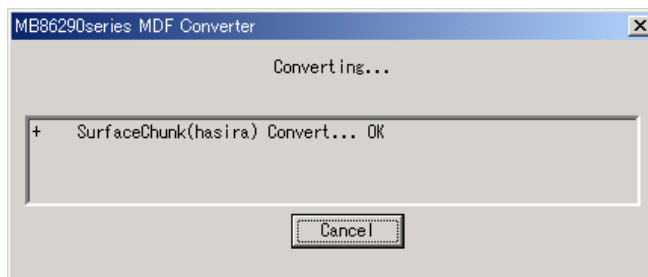 MB86290series MDF Converter
Converting...
+ SurfaceChunk(hasira) Convert... OK
Cancel